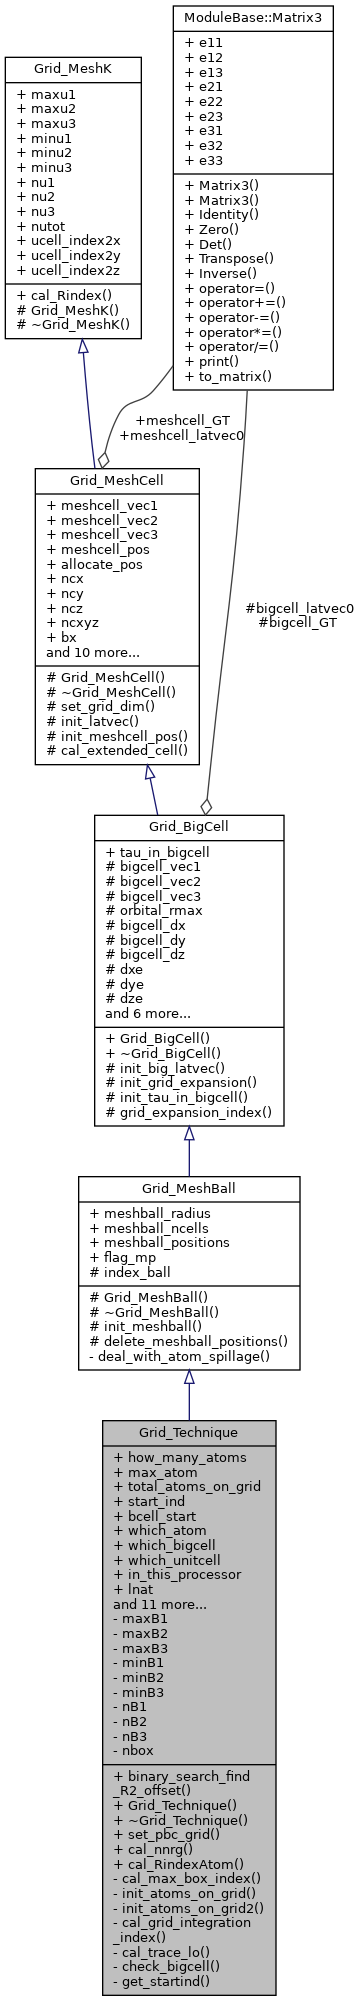 ModuleBase::Matrix3
+ e11
+ e12
+ e13
+ e21
+ e22
+ e23
+ e31
+ e32
+ e33
+ Matrix3()
+ Matrix3()
+ Identity()
+ Zero()
+ Det()
+ Transpose()
+ Inverse()
+ operator=()
+ operator+=()
+ operator-=()
+ operator*=()
+ operator/=()
+ print()
+ to_matrix()
Grid_MeshK
+ maxu1
+ maxu2
+ maxu3
+ minu1
+ minu2
+ minu3
+ nu1
+ nu2
+ nu3
+ nutot
+ ucell_index2x
+ ucell_index2y
+ ucell_index2z
+ cal_Rindex()
# Grid_MeshK()
# ~Grid_MeshK()
+meshcell_GT
+meshcell_latvec0
Grid_MeshCell
+ meshcell_vec1
+ meshcell_vec2
+ meshcell_vec3
+ meshcell_pos
+ allocate_pos
+ ncx
+ ncy
+ ncz
+ ncxyz
+ bx
and 10 more...
# Grid_MeshCell()
# ~Grid_MeshCell()
# set_grid_dim()
# init_latvec()
# init_meshcell_pos()
# cal_extended_cell()
#bigcell_latvec0
#bigcell_GT
Grid_BigCell
+ tau_in_bigcell
# bigcell_vec1
# bigcell_vec2
# bigcell_vec3
# orbital_rmax
# bigcell_dx
# bigcell_dy
# bigcell_dz
# dxe
# dye
# dze
and 6 more...
+ Grid_BigCell()
+ ~Grid_BigCell()
# init_big_latvec()
# init_grid_expansion()
# init_tau_in_bigcell()
# grid_expansion_index()
Grid_MeshBall
+ meshball_radius
+ meshball_ncells
+ meshball_positions
+ flag_mp
# index_ball
# Grid_MeshBall()
# ~Grid_MeshBall()
# init_meshball()
# delete_meshball_positions()
- deal_with_atom_spillage()
Grid_Technique
+ how_many_atoms
+ max_atom
+ total_atoms_on_grid
+ start_ind
+ bcell_start
+ which_atom
+ which_bigcell
+ which_unitcell
+ in_this_processor
+ lnat
and 11 more...
- maxB1
- maxB2
- maxB3
- minB1
- minB2
- minB3
- nB1
- nB2
- nB3
- nbox
+ binary_search_find
_R2_offset()
+ Grid_Technique()
+ ~Grid_Technique()
+ set_pbc_grid()
+ cal_nnrg()
+ cal_RindexAtom()
- cal_max_box_index()
- init_atoms_on_grid()
- init_atoms_on_grid2()
- cal_grid_integration
_index()
- cal_trace_lo()
- check_bigcell()
- get_startind()